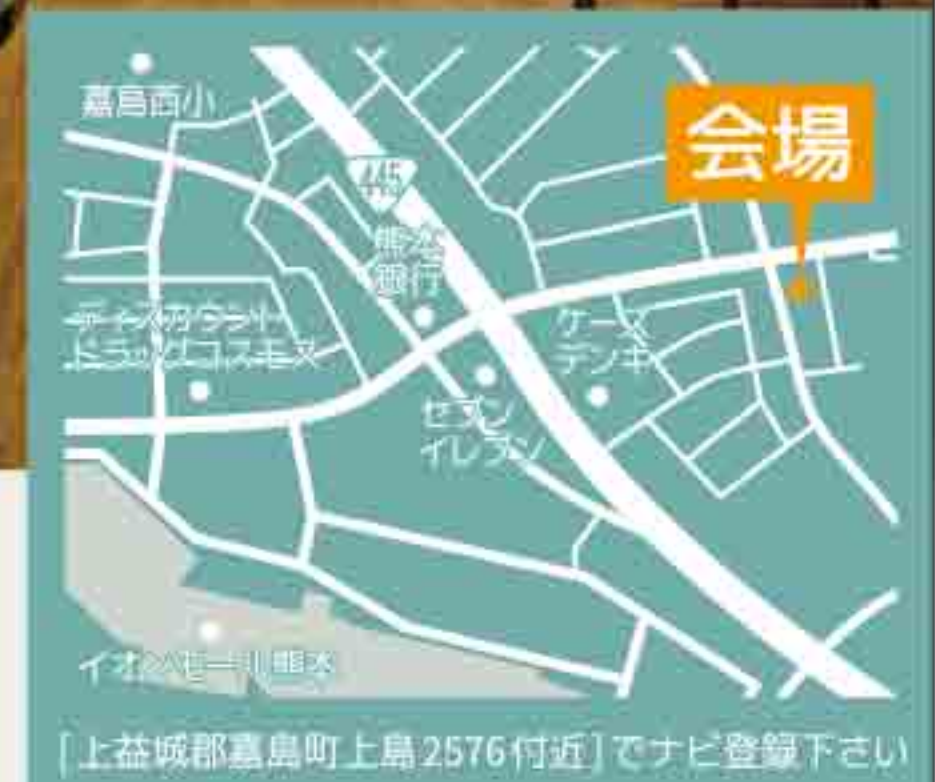 嘉島西小
会場
445
熊本
銀行
ディスカウント
ドラッグコスモス
ケーズ
デンキ
セブン
イレブン
イオンモール熊本
[上益城郡嘉島町上島2576付近]でナビ登録下さい